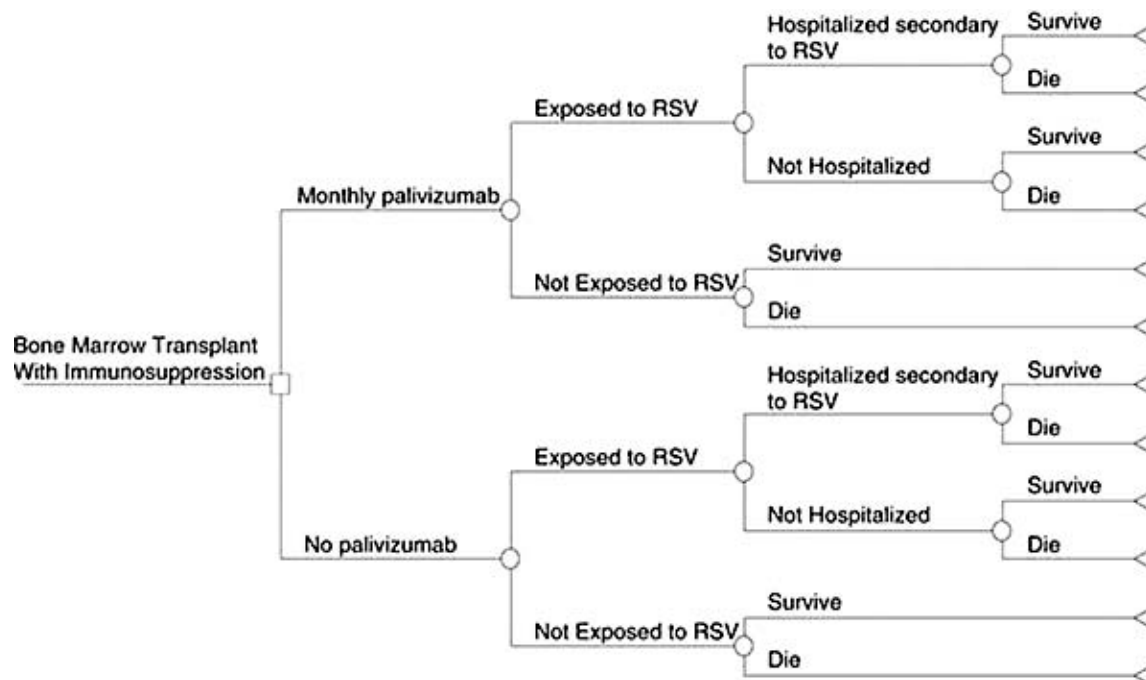 Hospitalized secondary
to RSV
Survive
Die
Exposed to RSV
Not Hospitalized
Survive
Die
Monthly palivizumab
Not Exposed to RSV
Survive
Die
Bone Marrow Transplant
With Immunosuppression
Hospitalized secondary
to RSV
Survive
Die
Exposed to RSV
Not Hospitalized
Survive
Die
No palivizumab
Not Exposed to RSV
Survive
Die